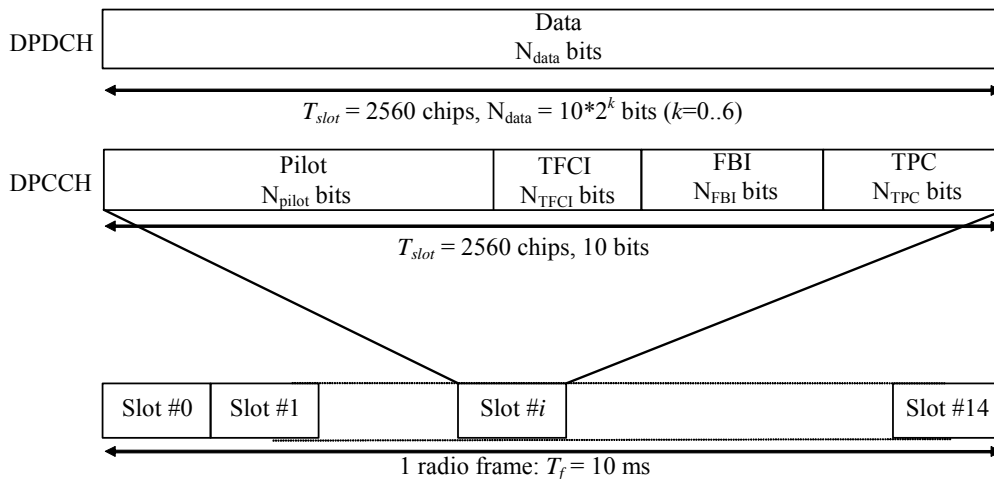 Data
DPDCH
N_data bits
T_slot = 2560 chips, N_data = 10*2^k bits (k=0..6)
Pilot TFCI FBI TPC
DPCCH
N_pilot bits N_TFCI bits N_FBI bits N_TPC bits
T_slot = 2560 chips, 10 bits
Slot #0 Slot #1 Slot #i Slot #14
1 radio frame: T_f = 10 ms